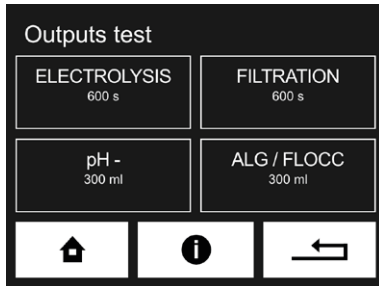 Outputs test
ELECTROLYSIS
600 s
FILTRATION
600 s
pH -
300 ml
ALG / FLOCC
300 ml